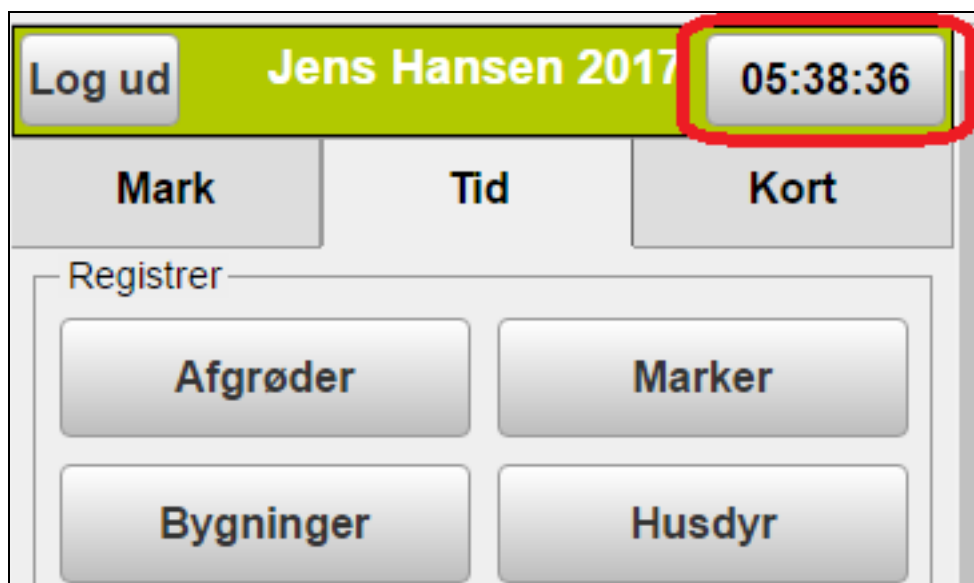 Log ud Jens Hansen 2017 05:38:36
Mark Tid Kort
Registrer
Afgrøder Marker
Bygninger Husdyr